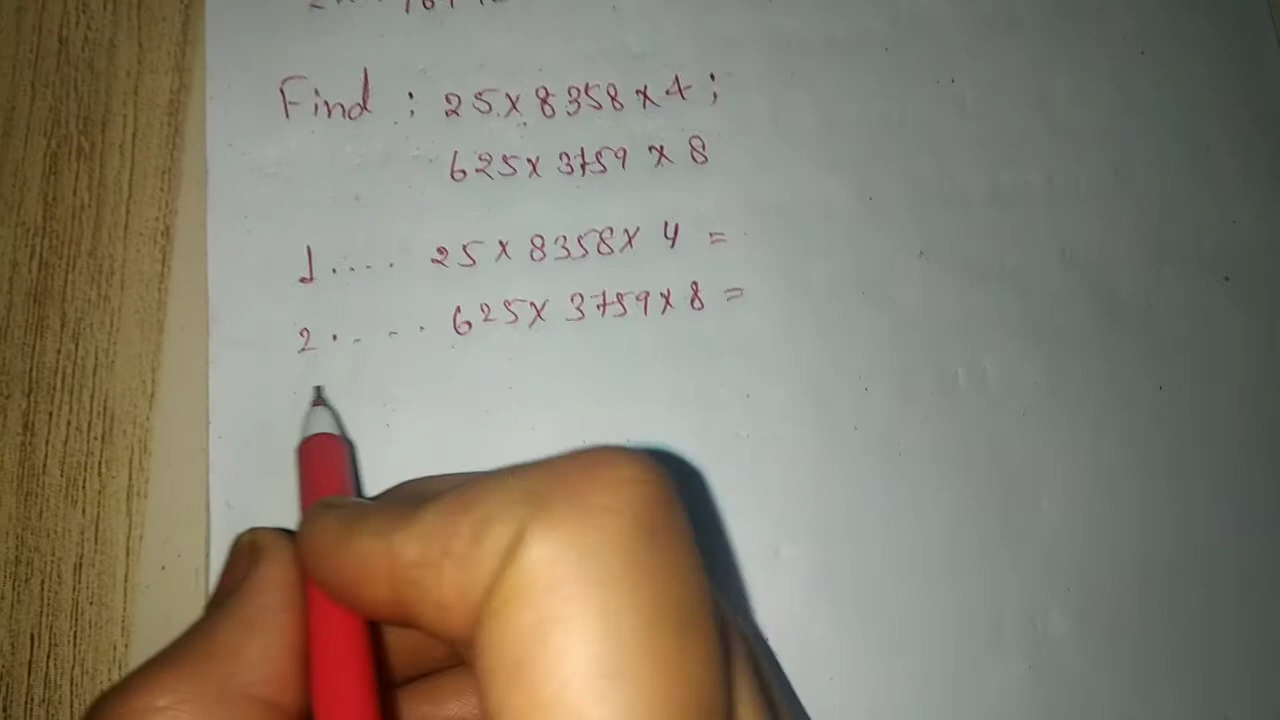 Find : 25 x 8358 x 4 ;
625 x 3759 x 8
1 .... 25 x 8358 x 4 =
2 .... 625 x 3759 x 8 =